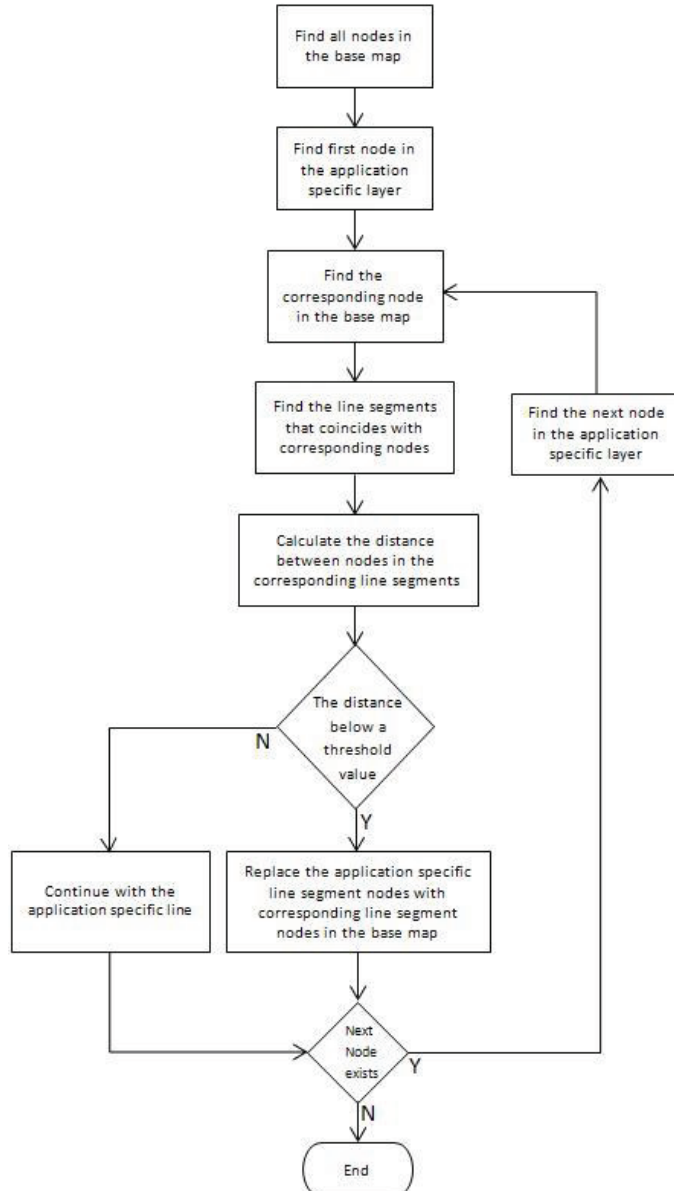 Find all nodes in
the base map
Find first node in
the application
specific layer
Find the
corresponding node
in the base map
Find the line segments
that coincides with
corresponding nodes
Find the next node
in the application
specific layer
Calculate the distance
between nodes in the
corresponding line segments
The distance
below a
threshold
value
N
Y
Continue with the
application specific line
Replace the application specific
line segment nodes with
corresponding line segment
nodes in the base map
Next
Node
exists
Y
N
End